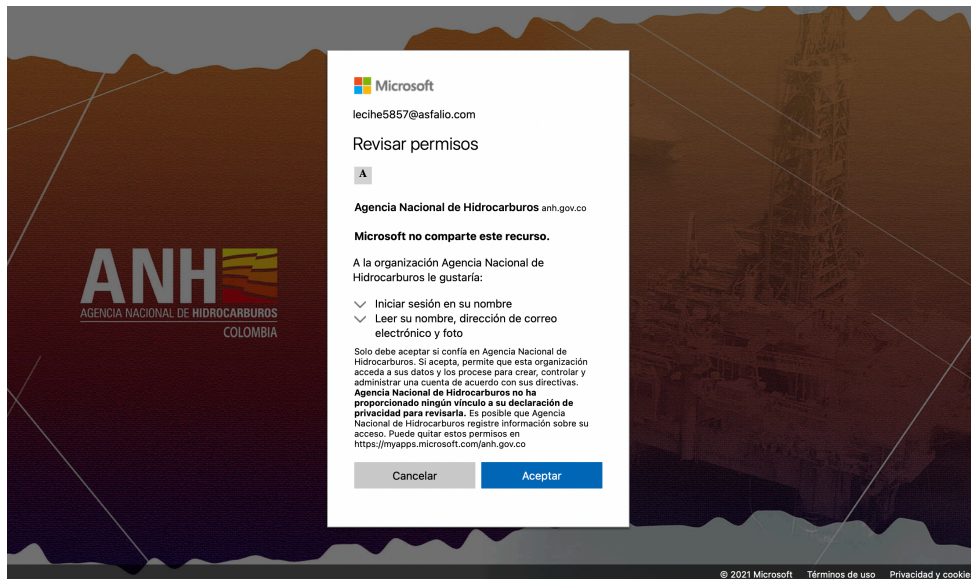 Microsoft
lecihe5857@asfalio.com
Revisar permisos
A
Agencia Nacional de Hidrocarburos anh.gov.co
Microsoft no comparte este recurso.
A la organización Agencia Nacional de
Hidrocarburos le gustaría:
Iniciar sesión en su nombre
Leer su nombre, dirección de correo
electrónico y foto
Solo debe aceptar si confía en Agencia Nacional de
Hidrocarburos. Si acepta, permite que esta organización
acceda a sus datos y los procese para crear, controlar y
administrar una cuenta de acuerdo con sus directivas.
Agencia Nacional de Hidrocarburos no ha
proporcionado ningún vínculo a su declaración de
privacidad para revisarla. Es posible que Agencia
Nacional de Hidrocarburos registre información sobre su
acceso. Puede quitar estos permisos en
https://myapps.microsoft.com/anh.gov.co
Cancelar
Aceptar
ANH
AGENCIA NACIONAL DE HIDROCARBUROS
COLOMBIA
© 2021 Microsoft Términos de uso Privacidad y cookie